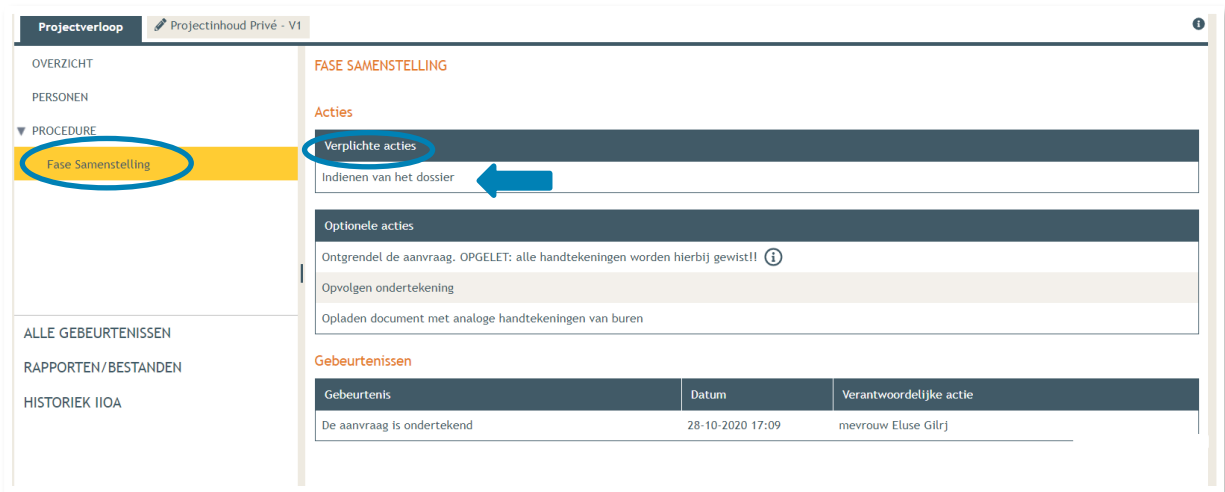 Projectverloop
Projectinhoud Privé - V1
OVERZICHT
PERSONEN
PROCEDURE
Fase Samenstelling
ALLE GEBEURTENISSEN
RAPPORTEN/BESTANDEN
HISTORIEK IIOA
FASE SAMENSTELLING
Acties
Verplichte acties
Indienen van het dossier
Optionele acties
Ontgrendel de aanvraag. OPGELET: alle handtekeningen worden hierbij gewist!!
Opvolgen ondertekening
Opladen document met analoge handtekeningen van buren
Gebeurtenissen
Gebeurtenis Datum Verantwoordelijke actie
De aanvraag is ondertekend 28-10-2020 17:09 mevrouw Eluse Gilrj